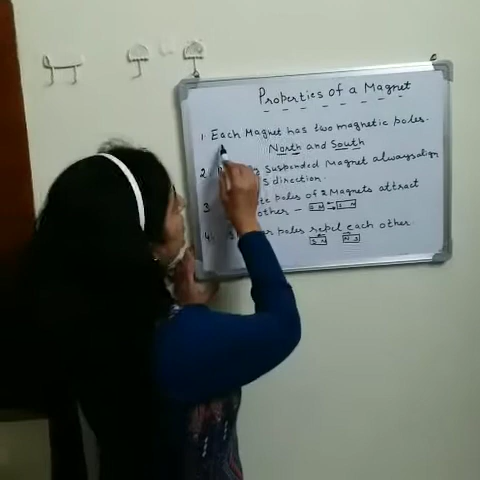 Properties of a Magnet
1. Each Magnet has two magnetic poles.
North and South
2. Suspended Magnet always align
S direction.
3. poles of 2 Magnets attract
other - S N S N
4. poles repel each other.
S N N S